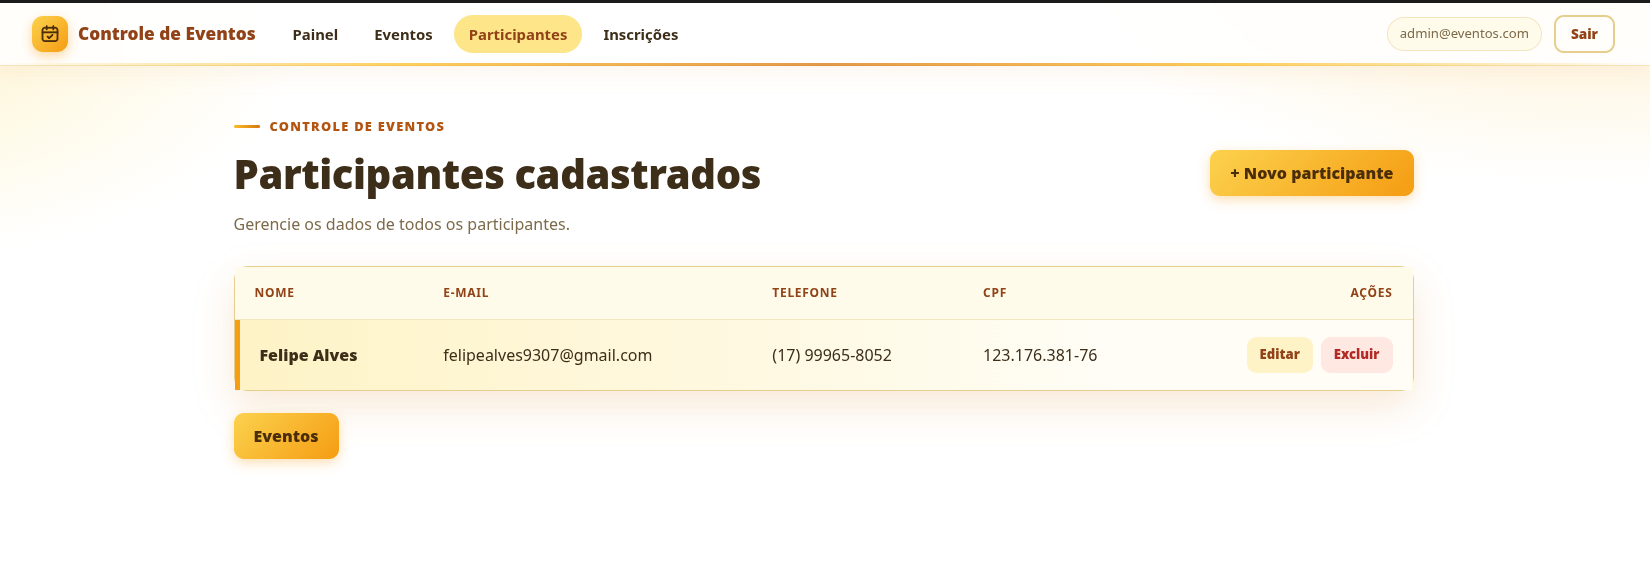 Controle de Eventos Painel Eventos Participantes Inscrições admin@eventos.com Sair
CONTROLE DE EVENTOS
Participantes cadastrados
+ Novo participante
Gerencie os dados de todos os participantes.
NOME E-MAIL TELEFONE CPF AÇÕES
Felipe Alves felipealves9307@gmail.com (17) 99965-8052 123.176.381-76 Editar Excluir
Eventos